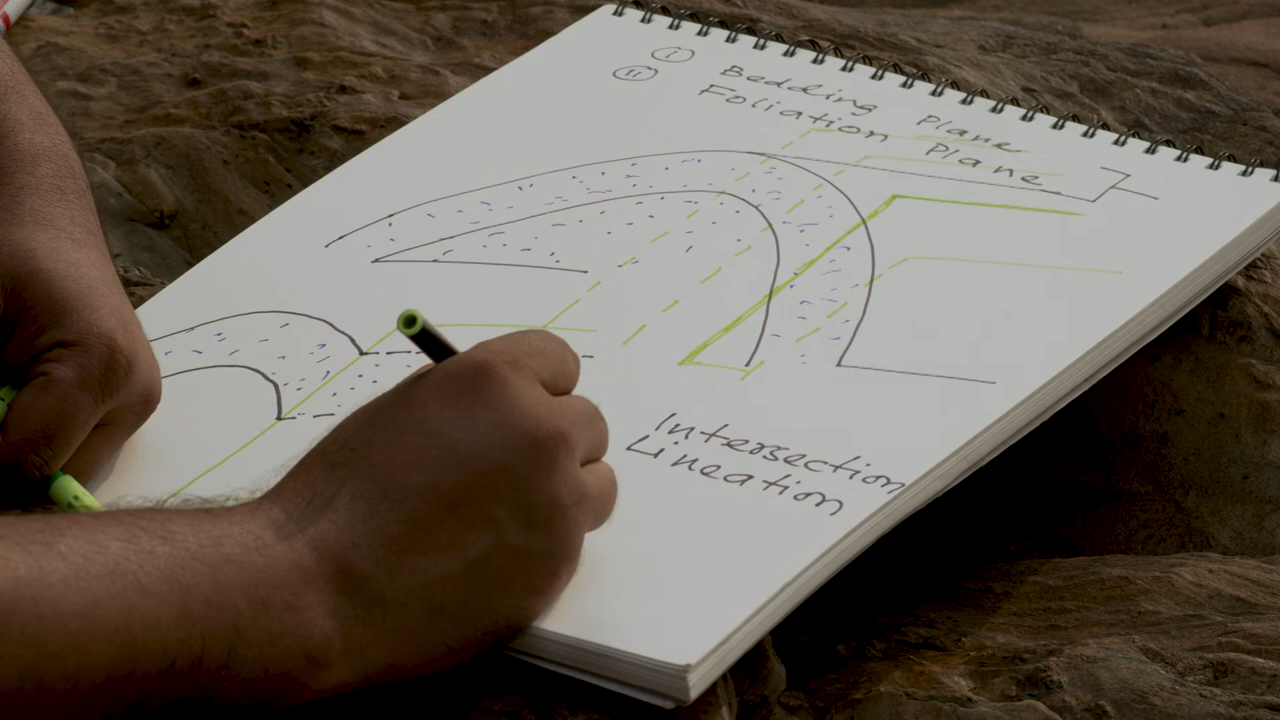 I Bedding Plane
II Foliation Plane
Intersection
Lineation